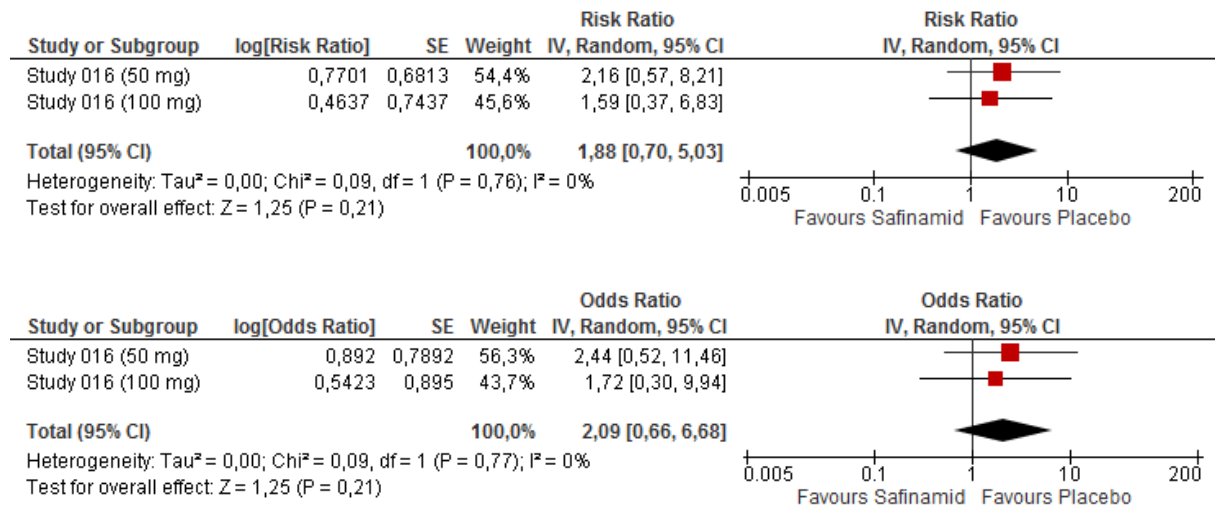 Risk Ratio Risk Ratio
Study or Subgroup log[Risk Ratio] SE Weight IV, Random, 95% CI IV, Random, 95% CI
Study 016 (50 mg) 0,7701 0,6813 54,4% 2,16 [0,57, 8,21]
Study 016 (100 mg) 0,4637 0,7437 45,6% 1,59 [0,37, 6,83]
Total (95% CI) 100,0% 1,88 [0,70, 5,03]
Heterogeneity: Tau² = 0,00; Chi² = 0,09, df = 1 (P = 0,76); I² = 0%
Test for overall effect: Z = 1,25 (P = 0,21)
0.005 0.1 1 10 200
Favours Safinamid Favours Placebo
Odds Ratio Odds Ratio
Study or Subgroup log[Odds Ratio] SE Weight IV, Random, 95% CI IV, Random, 95% CI
Study 016 (50 mg) 0,892 0,7892 56,3% 2,44 [0,52, 11,46]
Study 016 (100 mg) 0,5423 0,895 43,7% 1,72 [0,30, 9,94]
Total (95% CI) 100,0% 2,09 [0,66, 6,68]
Heterogeneity: Tau² = 0,00; Chi² = 0,09, df = 1 (P = 0,77); I² = 0%
Test for overall effect: Z = 1,25 (P = 0,21)
0.005 0.1 1 10 200
Favours Safinamid Favours Placebo